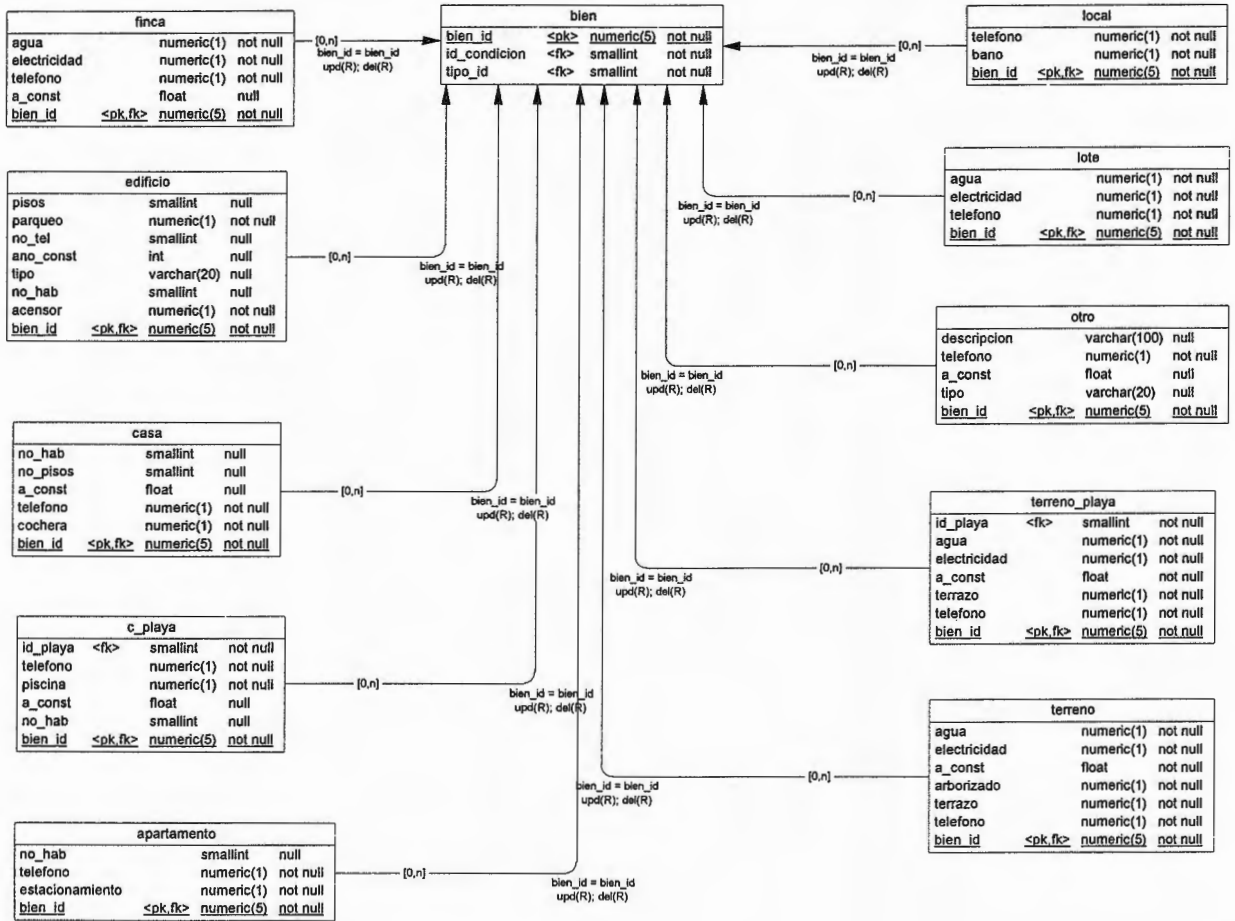 finca
agua numeric(1) not null
electricidad numeric(1) not null
telefono numeric(1) not null
a_const float null
bien_id <pk,fk> numeric(5) not null
[0,n]
bien_id = bien_id
upd(R); del(R)
bien
bien_id <pk> numeric(5) not null
id_condicion <fk> smallint not null
tipo_id <fk> smallint not null
local
telefono numeric(1) not null
bano numeric(1) not null
bien_id <pk,fk> numeric(5) not null
[0,n]
bien_id = bien_id
upd(R); del(R)
edificio
pisos smallint null
parqueo numeric(1) not null
no_tel smallint null
ano_const int null
tipo varchar(20) null
no_hab smallint null
acensor numeric(1) not null
bien_id <pk,fk> numeric(5) not null
[0,n]
bien_id = bien_id
upd(R); del(R)
lote
agua numeric(1) not null
electricidad numeric(1) not null
telefono numeric(1) not null
bien_id <pk,fk> numeric(5) not null
[0,n]
bien_id = bien_id
upd(R); del(R)
otro
descripcion varchar(100) null
telefono numeric(1) not null
a_const float null
tipo varchar(20) null
bien_id <pk,fk> numeric(5) not null
[0,n]
bien_id = bien_id
upd(R); del(R)
casa
no_hab smallint null
no_pisos smallint null
a_const float null
telefono numeric(1) not null
cochera numeric(1) not null
bien_id <pk,fk> numeric(5) not null
[0,n]
bien_id = bien_id
upd(R); del(R)
terreno_playa
id_playa <fk> smallint not null
agua numeric(1) not null
electricidad numeric(1) not null
a_const float not null
terrazo numeric(1) not null
telefono numeric(1) not null
bien_id <pk,fk> numeric(5) not null
[0,n]
bien_id = bien_id
upd(R); del(R)
c_playa
id_playa <fk> smallint not null
telefono numeric(1) not null
piscina numeric(1) not null
a_const float null
no_hab smallint null
bien_id <pk,fk> numeric(5) not null
[0,n]
bien_id = bien_id
upd(R); del(R)
terreno
agua numeric(1) not null
electricidad numeric(1) not null
a_const float not null
arborizado numeric(1) not null
terrazo numeric(1) not null
telefono numeric(1) not null
bien_id <pk,fk> numeric(5) not null
[0,n]
bien_id = bien_id
upd(R); del(R)
apartamento
no_hab smallint null
telefono numeric(1) not null
estacionamiento numeric(1) not null
bien_id <pk,fk> numeric(5) not null
[0,n]
bien_id = bien_id
upd(R); del(R)